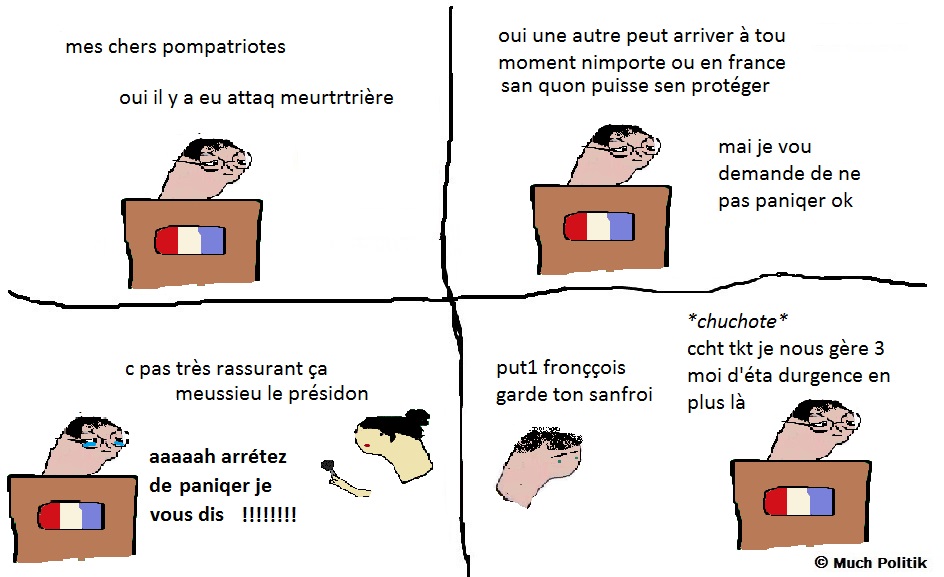 mes chers pompatriotes
oui il y a eu attaq meurtrtrière
oui une autre peut arriver à tou
moment nimporte ou en france
san quon puisse sen protéger
mai je vou
demande de ne
pas paniqer ok
c pas très rassurant ça
meussieu le présidon
aaaaah arrétez
de paniqer je
vous dis !!!!!!!!
put1 fronççois
garde ton sanfroi
*chuchote*
ccht tkt je nous gère 3
moi d'éta durgence en
plus là
© Much Politik